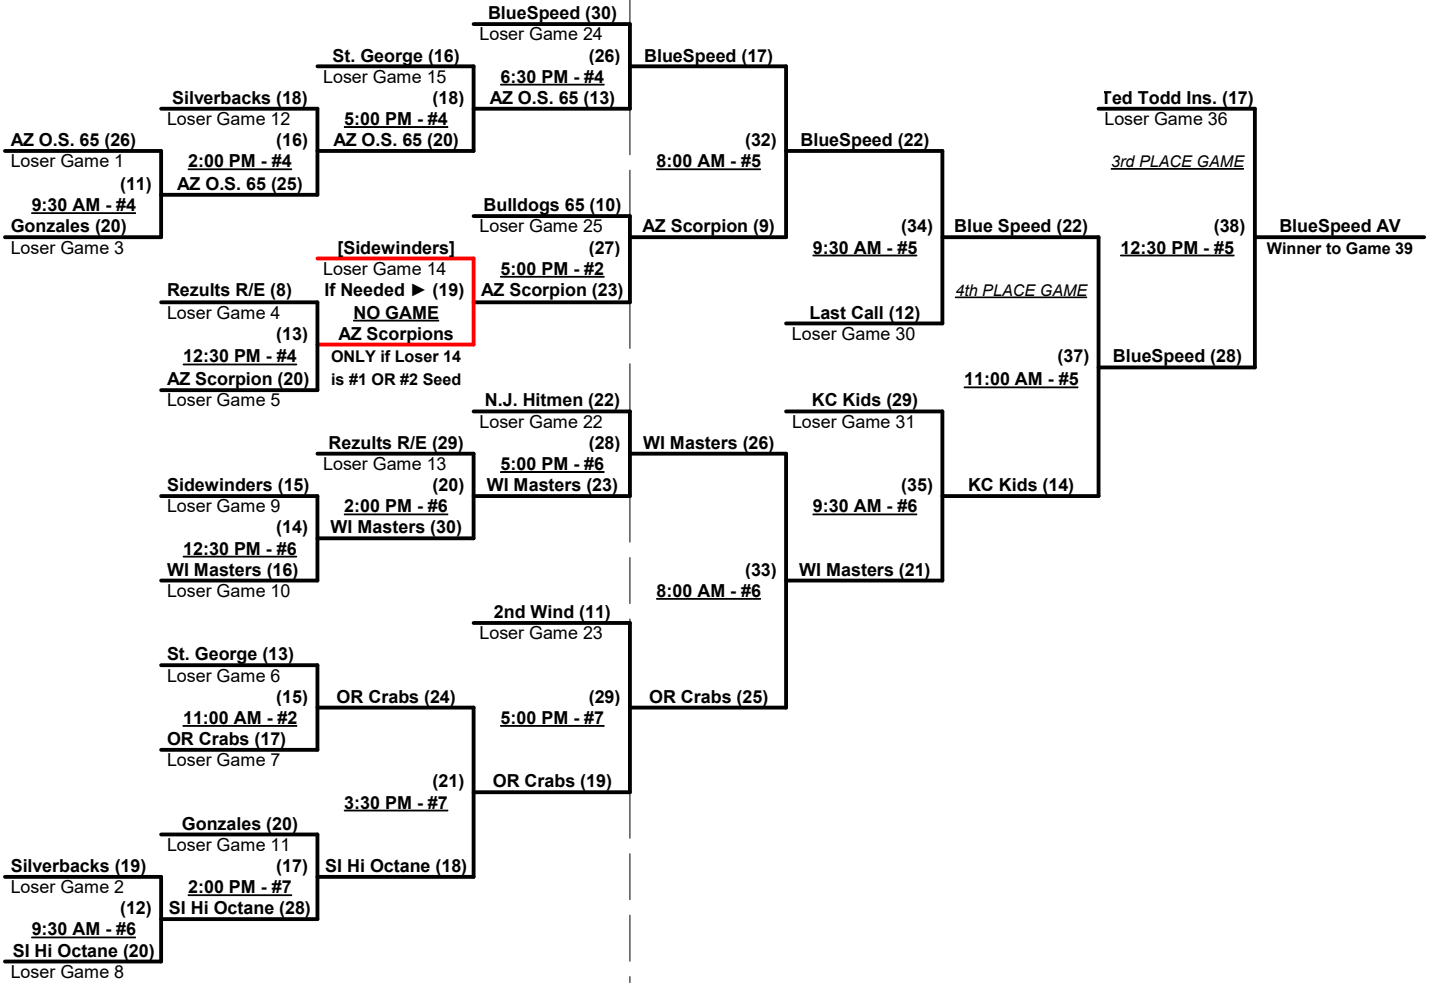 BlueSpeed (30)
Loser Game 24
St. George (16)
(26)
BlueSpeed (17)
Loser Game 15
6:30 PM - #4
Silverbacks (18)
(18)
AZ O.S. 65 (13)
Ted Todd Ins. (17)
Loser Game 12
5:00 PM - #4
Loser Game 36
AZ O.S. 65 (26)
(16)
AZ O.S. 65 (20)
(32)
BlueSpeed (22)
Loser Game 1
2:00 PM - #4
8:00 AM - #5
3rd PLACE GAME
(11)
AZ O.S. 65 (25)
9:30 AM - #4
Bulldogs 65 (10)
Gonzales (20)
Loser Game 25
AZ Scorpion (9)
(34)
Blue Speed (22)
(38)
BlueSpeed AV
Loser Game 3
[Sidewinders]
(27)
9:30 AM - #5
12:30 PM - #5
Winner to Game 39
Loser Game 14
5:00 PM - #2
Rezults R/E (8)
If Needed ► (19)
AZ Scorpion (23)
4th PLACE GAME
Loser Game 4
NO GAME
Last Call (12)
(13)
AZ Scorpions
Loser Game 30
12:30 PM - #4
ONLY if Loser 14
(37)
BlueSpeed (28)
AZ Scorpion (20)
is #1 OR #2 Seed
11:00 AM - #5
Loser Game 5
N.J. Hitmen (22)
KC Kids (29)
Loser Game 22
Loser Game 31
Rezults R/E (29)
(28)
WI Masters (26)
Loser Game 13
5:00 PM - #6
Sidewinders (15)
(20)
WI Masters (23)
(35)
KC Kids (14)
Loser Game 9
2:00 PM - #6
9:30 AM - #6
(14)
WI Masters (30)
12:30 PM - #6
WI Masters (16)
(33)
WI Masters (21)
Loser Game 10
8:00 AM - #6
2nd Wind (11)
Loser Game 23
St. George (13)
Loser Game 6
(15)
OR Crabs (24)
(29)
OR Crabs (25)
11:00 AM - #2
5:00 PM - #7
OR Crabs (17)
Loser Game 7
(21)
OR Crabs (19)
3:30 PM - #7
Gonzales (20)
Loser Game 11
Silverbacks (19)
(17)
SI Hi Octane (18)
Loser Game 2
2:00 PM - #7
(12)
SI Hi Octane (28)
9:30 AM - #6
SI Hi Octane (20)
Loser Game 8